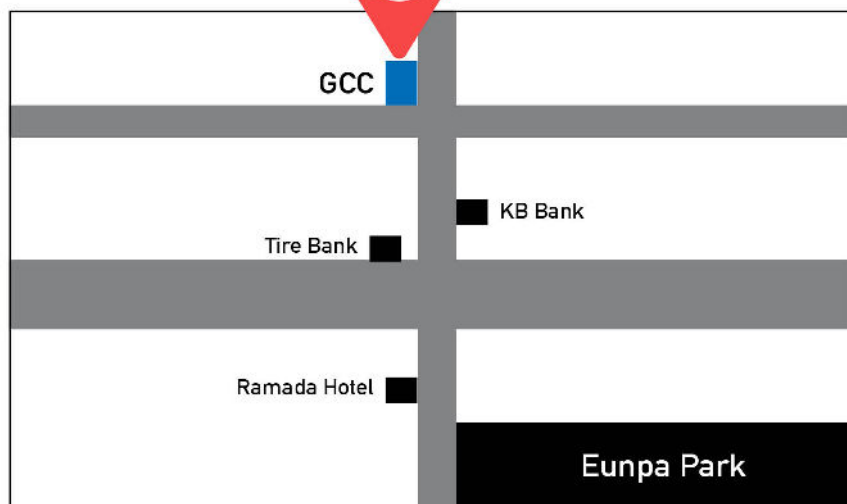 GCC
KB Bank
Tire Bank
Ramada Hotel
Eunpa Park